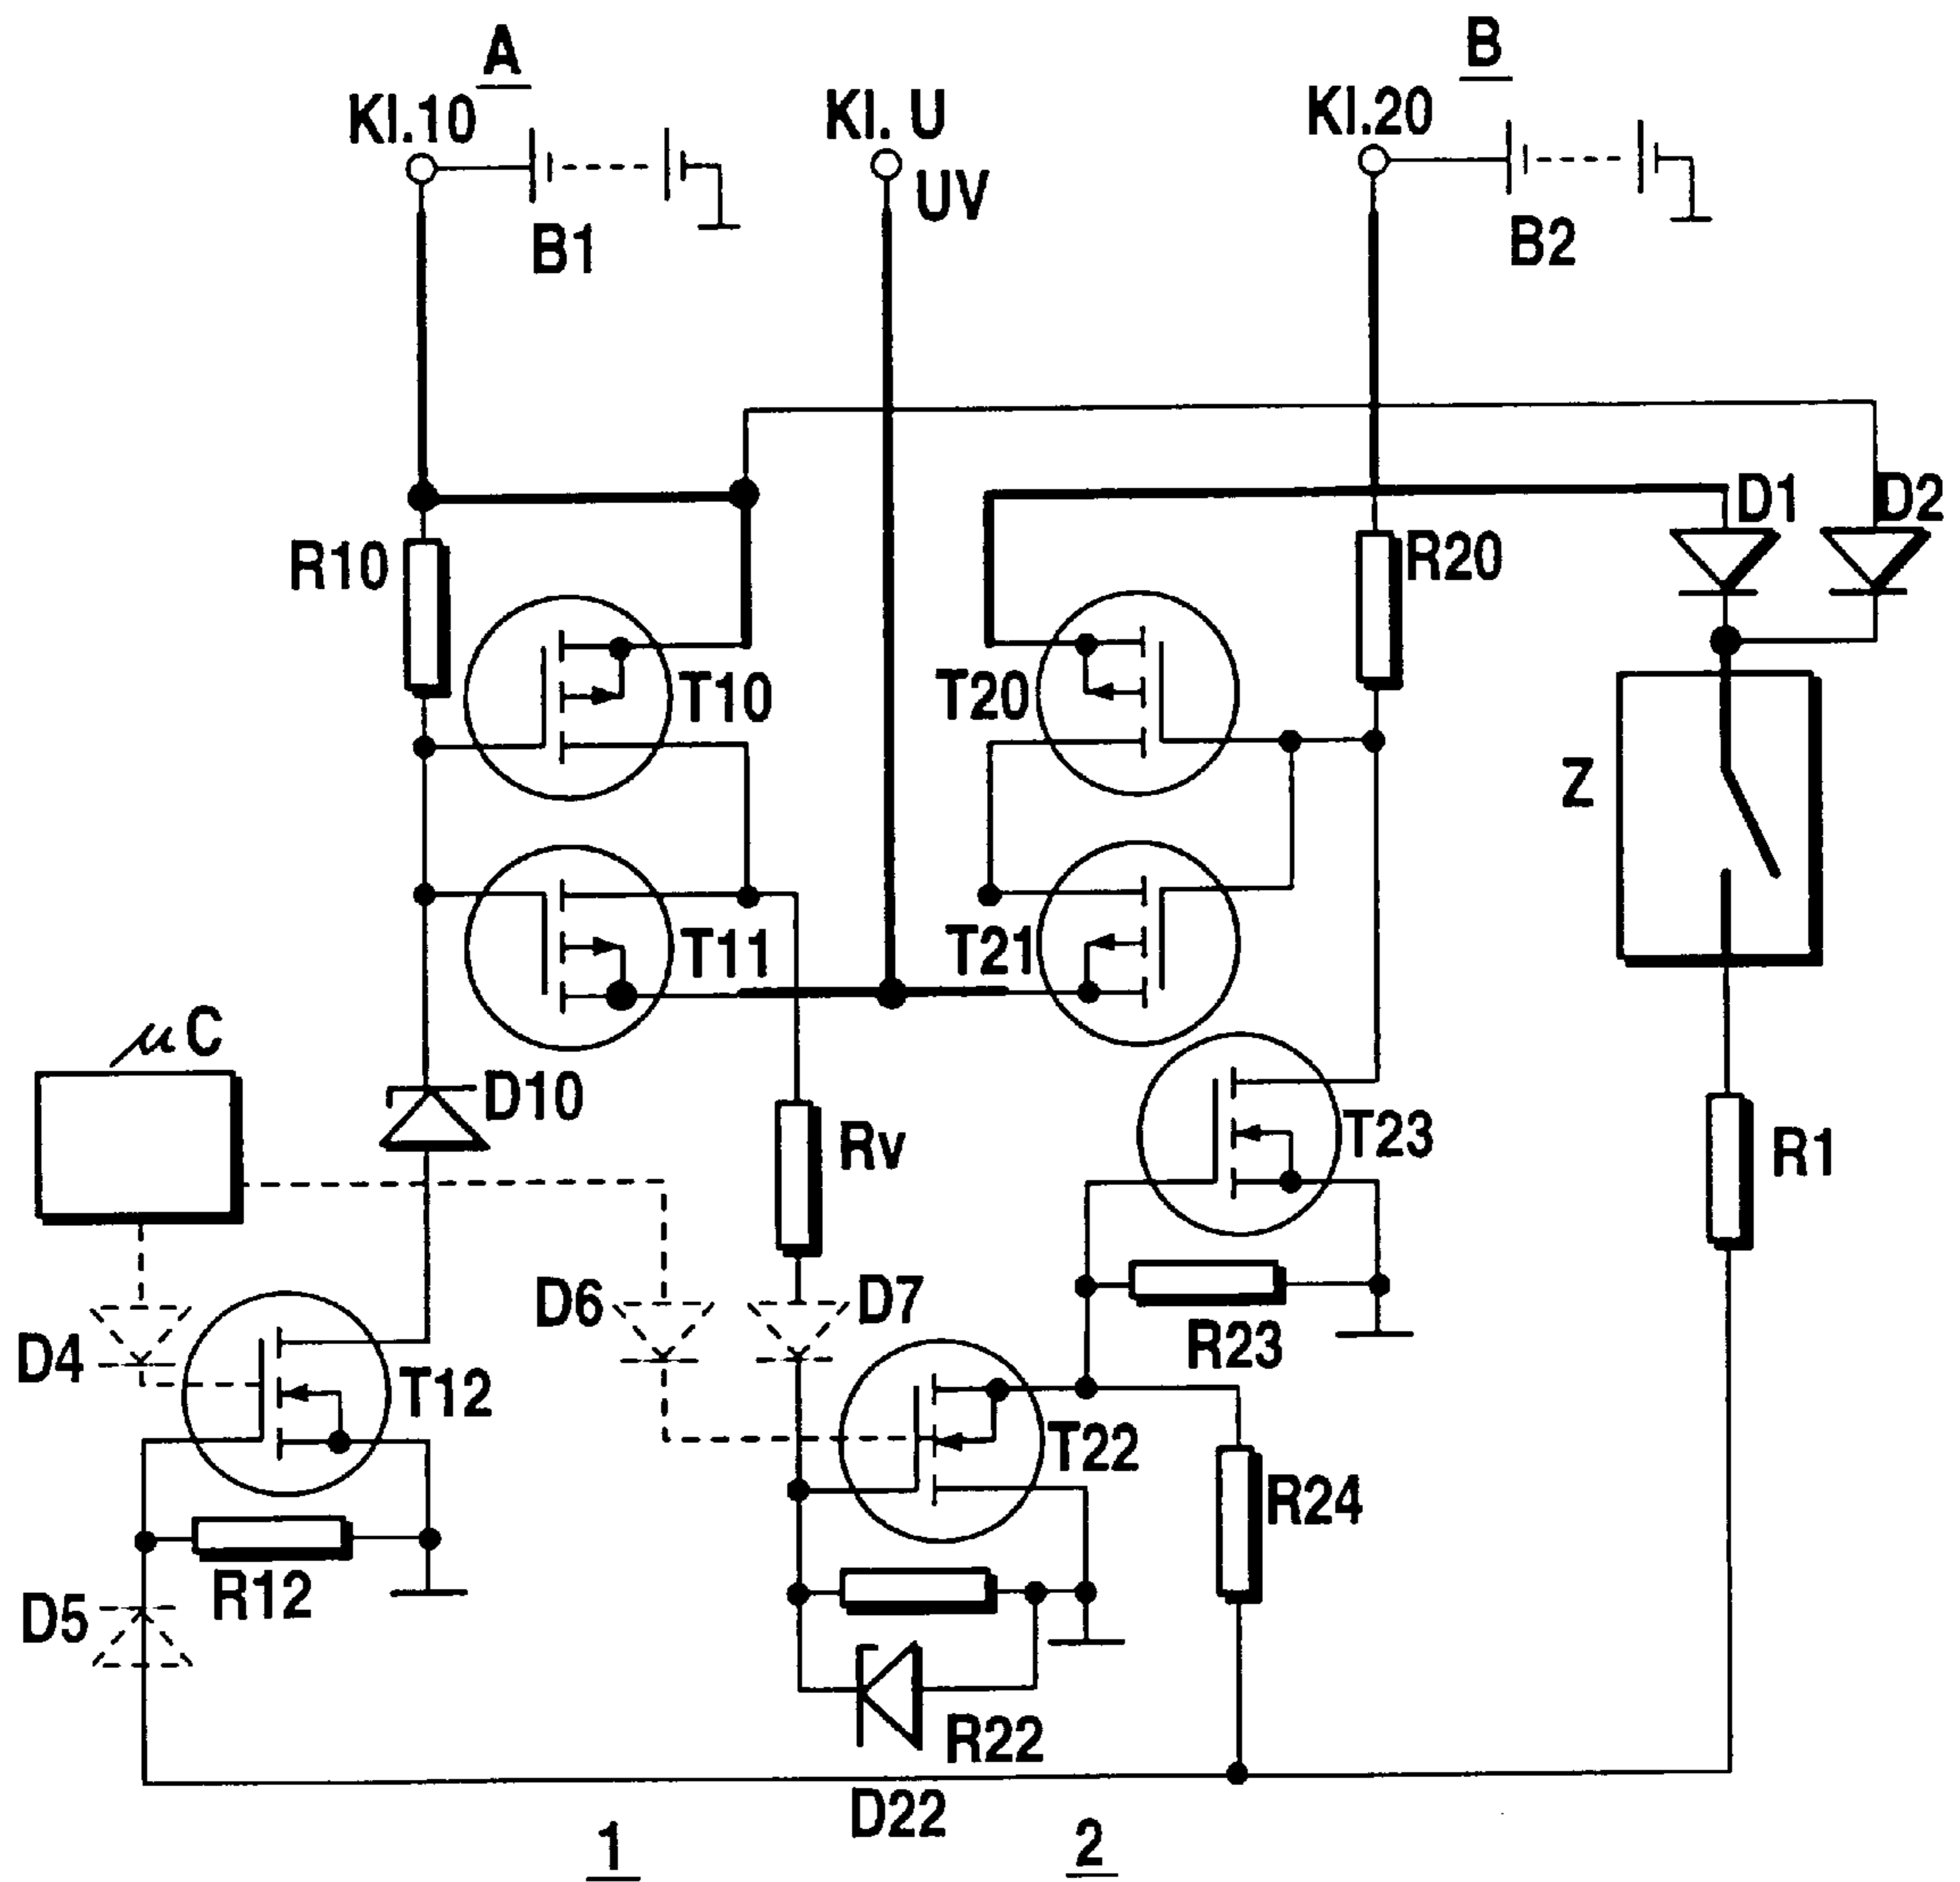 A
B
Kl.10
Kl. U
Kl.20
UV
B1
B2
D1
D2
R10
R20
T10
T20
Z
T11
T21
μC
D10
Rv
T23
R1
D6
D7
D4
R23
T12
T22
R24
R12
D5
R22
D22
1
2